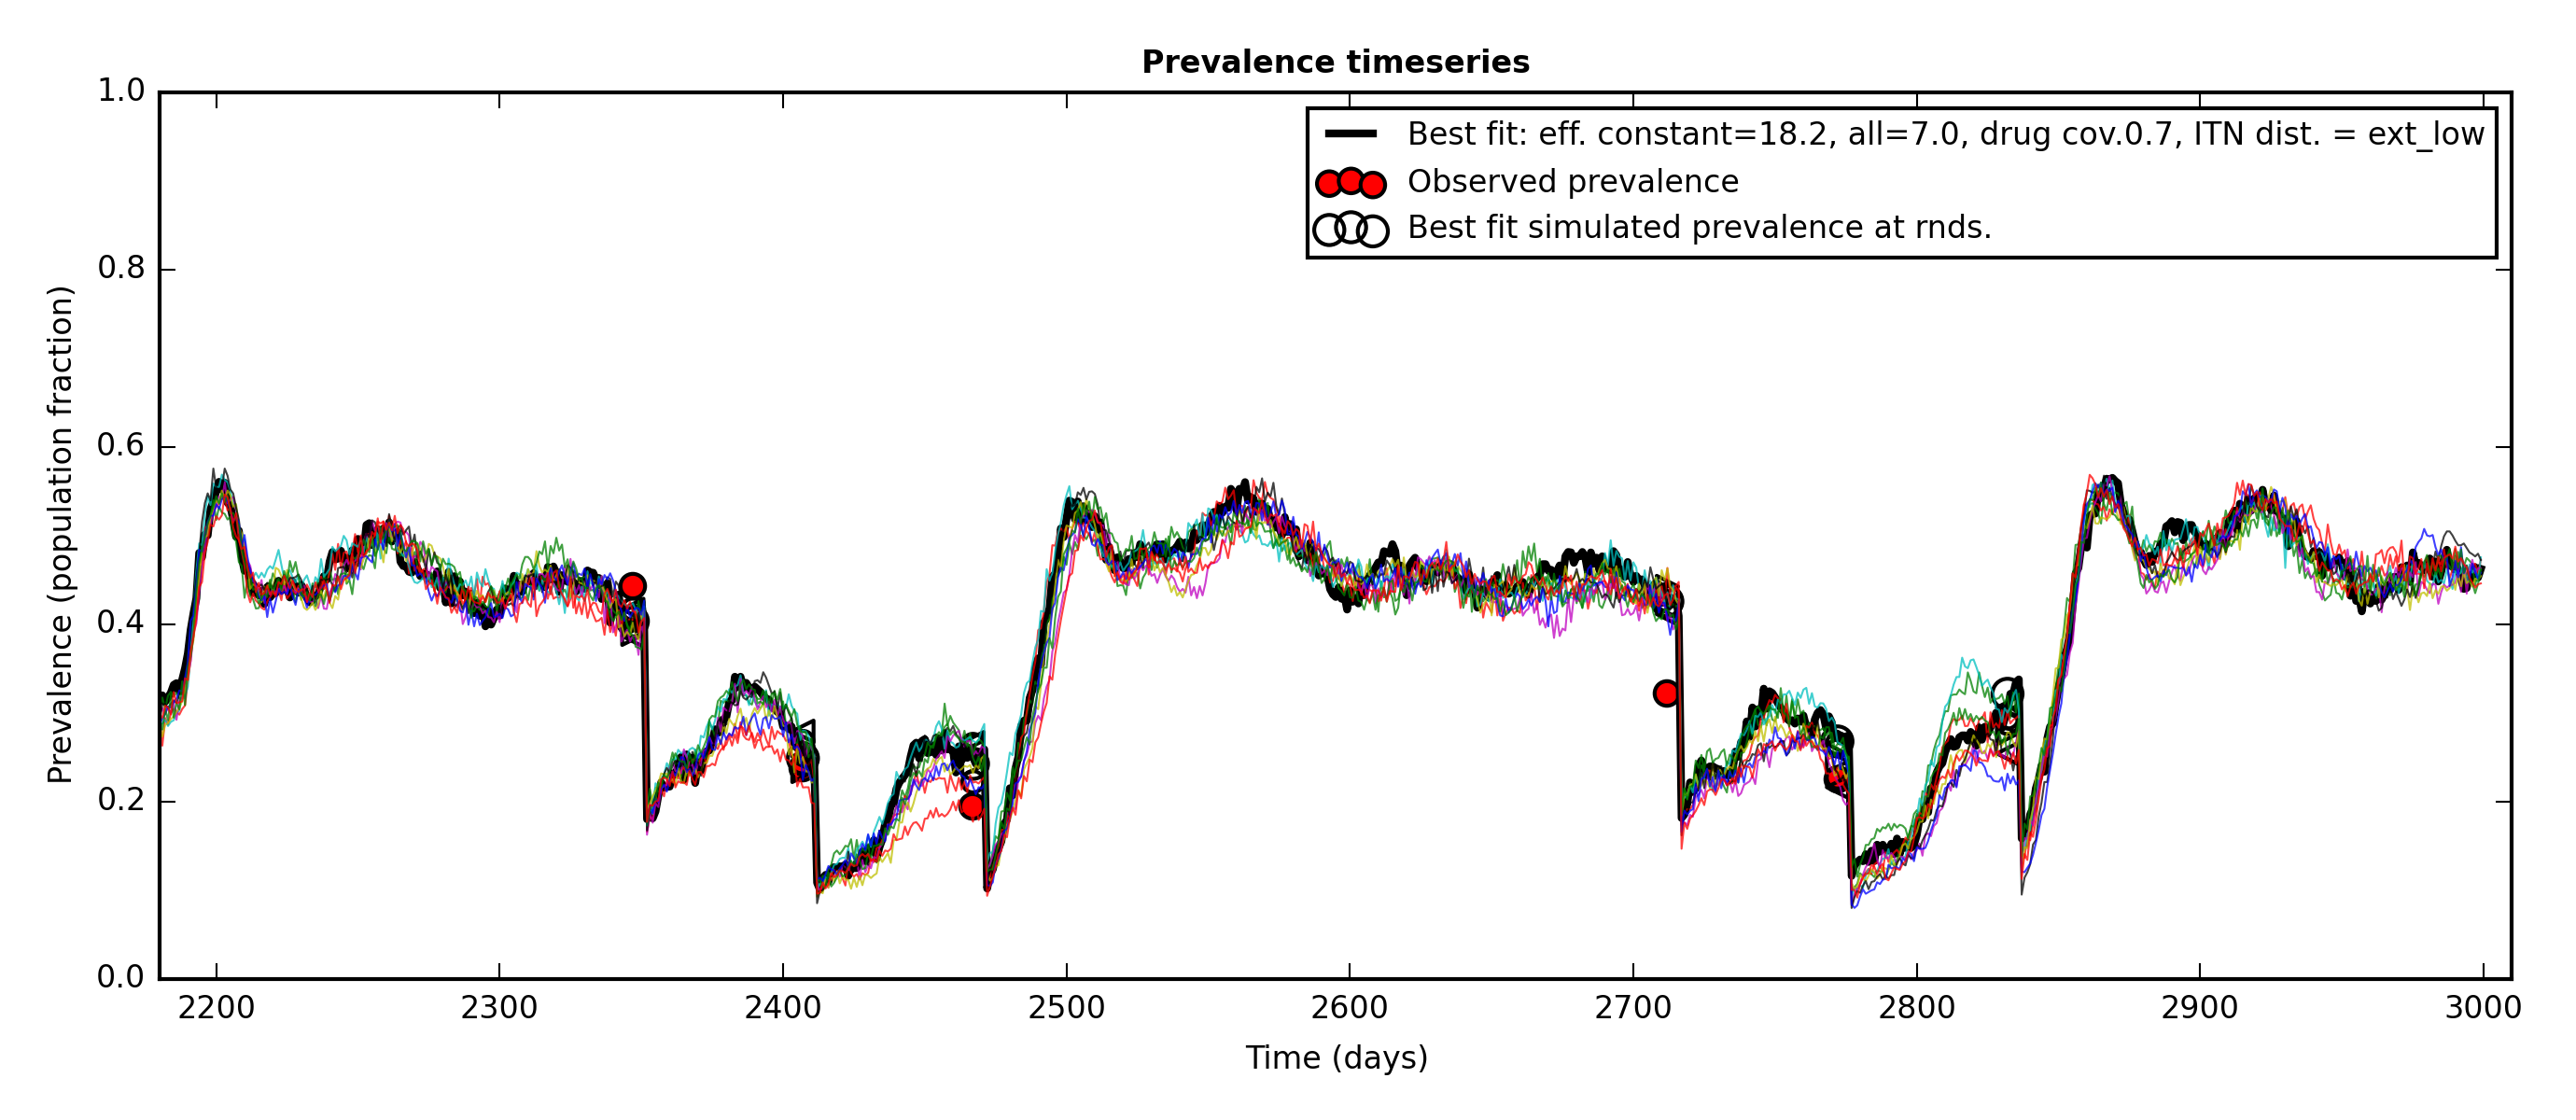 Prevalence timeseries
Best fit: eff. constant=18.2, all=7.0, drug cov.0.7, ITN dist. = ext_low
Observed prevalence
Best fit simulated prevalence at rnds.
Prevalence (population fraction)
1.0
0.8
0.6
0.4
0.2
0.0
2200 2300 2400 2500 2600 2700 2800 2900 3000
Time (days)